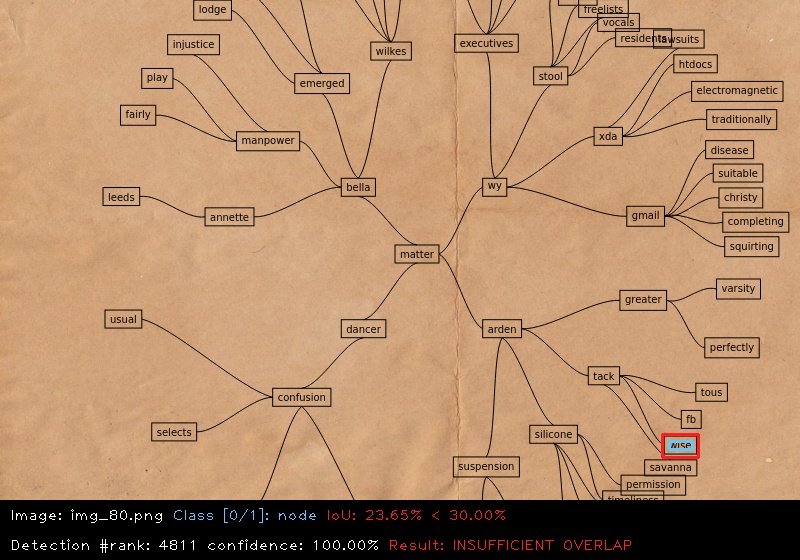 lodge
freelists
vocals
residents
lawsuits
wilkes
executives
injustice
htdocs
play
emerged
stool
electromagnetic
fairly
traditionally
manpower
xda
disease
suitable
bella
wy
leeds
christy
annette
gmail
completing
squirting
matter
varsity
greater
usual
dancer
arden
perfectly
tack
tous
confusion
fb
selects
silicone
wise
suspension
savanna
permission
timeliness
Image: img_80.png Class [0/1]: node IoU: 23.65% < 30.00%
Detection #rank: 4811 confidence: 100.00% Result: INSUFFICIENT OVERLAP